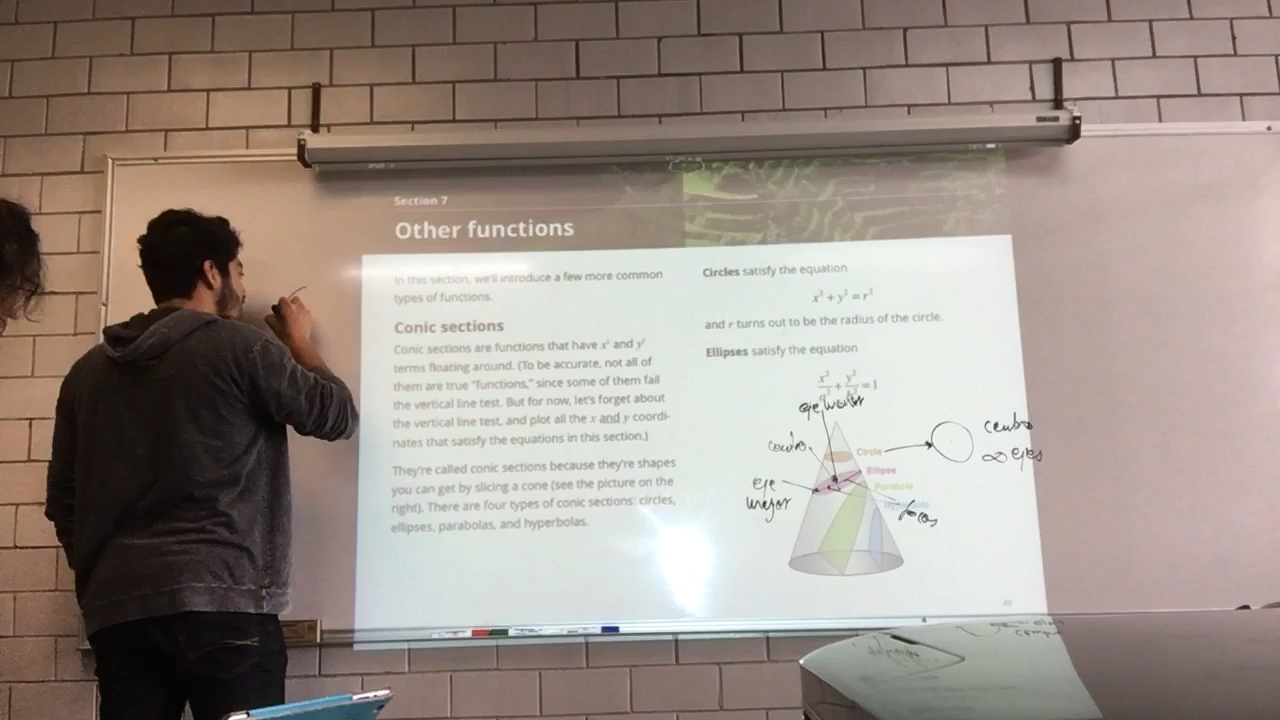 Section 7
Other functions
In this section, we'll introduce a few more common
types of functions.
Conic sections
Conic sections are functions that have x² and y²
terms floating around. (To be accurate, not all of
them are true "functions," since some of them fail
the vertical line test. But for now, let's forget about
the vertical line test, and plot all the x and y coordi-
nates that satisfy the equations in this section.)
They're called conic sections because they're shapes
you can get by slicing a cone (see the picture on the
right). There are four types of conic sections: circles,
ellipses, parabolas, and hyperbolas.
Circles satisfy the equation
x² + y² = r²
and r turns out to be the radius of the circle.
Ellipses satisfy the equation
x²/a² + y²/b² = 1
eje
centro
Circle
centro
∞ ejes
Ellipse
eje
Parabola
focos